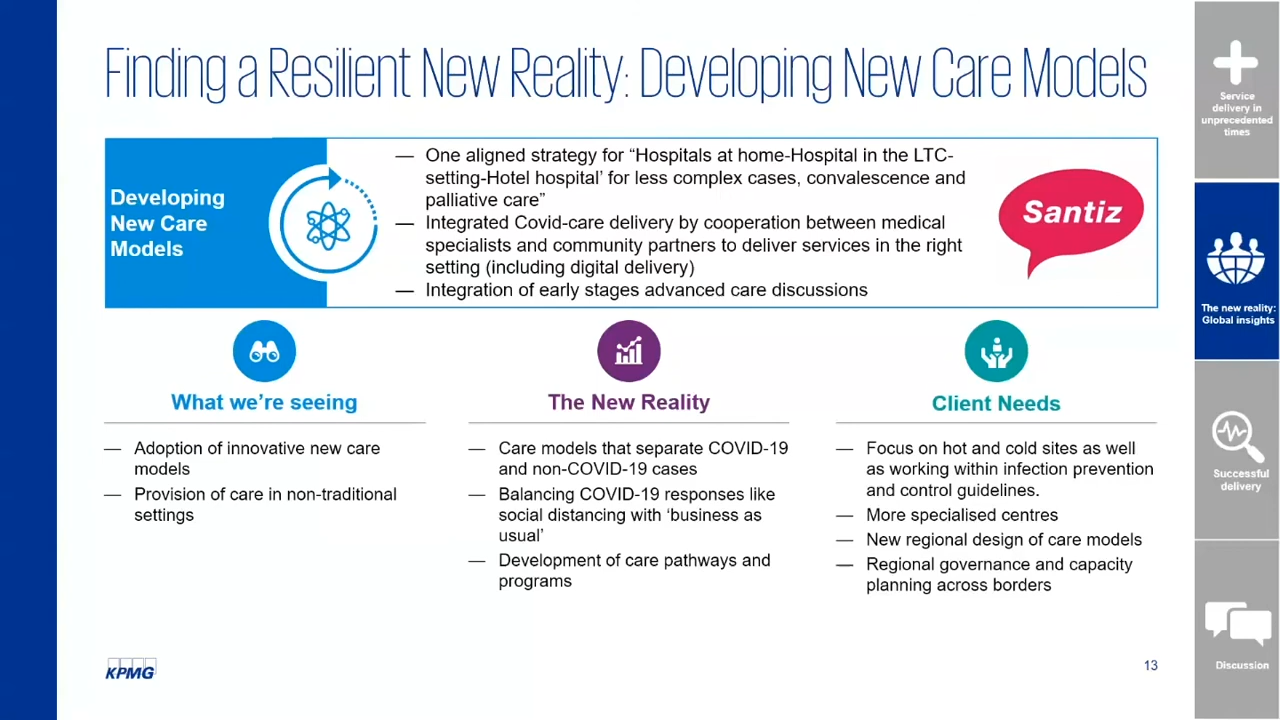 Finding a Resilient New Reality: Developing New Care Models
Developing
New Care
Models
— One aligned strategy for “Hospitals at home-Hospital in the LTC-
setting-Hotel hospital’ for less complex cases, convalescence and
palliative care”
— Integrated Covid-care delivery by cooperation between medical
specialists and community partners to deliver services in the right
setting (including digital delivery)
— Integration of early stages advanced care discussions
Santiz
What we’re seeing
— Adoption of innovative new care
models
— Provision of care in non-traditional
settings
The New Reality
— Care models that separate COVID-19
and non-COVID-19 cases
— Balancing COVID-19 responses like
social distancing with ‘business as
usual’
— Development of care pathways and
programs
Client Needs
— Focus on hot and cold sites as well
as working within infection prevention
and control guidelines.
— More specialised centres
— New regional design of care models
— Regional governance and capacity
planning across borders
KPMG
13
Service
delivery in
unprecedented
times
The new reality:
Global insights
Successful
delivery
Discussion